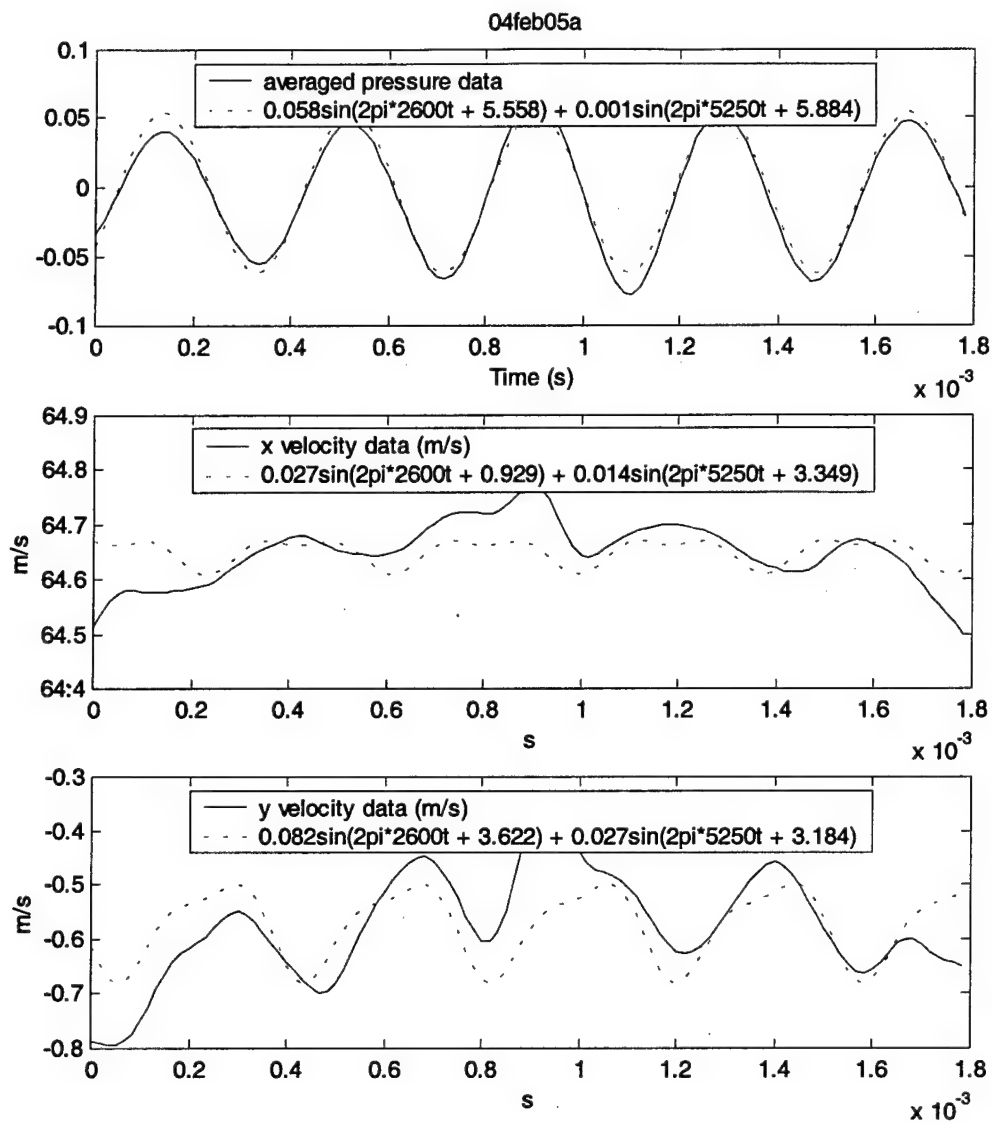 04feb05a
averaged pressure data
0.058sin(2pi*2600t + 5.558) + 0.001sin(2pi*5250t + 5.884)
0.1
0.05
0
-0.05
-0.1
0 0.2 0.4 0.6 0.8 1 1.2 1.4 1.6 1.8
Time (s)
x 10-3
x velocity data (m/s)
0.027sin(2pi*2600t + 0.929) + 0.014sin(2pi*5250t + 3.349)
64.9
64.8
64.7
64.6
64.5
64:4
m/s
0 0.2 0.4 0.6 0.8 1 1.2 1.4 1.6 1.8
s
x 10-3
y velocity data (m/s)
0.082sin(2pi*2600t + 3.622) + 0.027sin(2pi*5250t + 3.184)
-0.3
-0.4
-0.5
-0.6
-0.7
-0.8
m/s
0 0.2 0.4 0.6 0.8 1 1.2 1.4 1.6 1.8
s
x 10-3